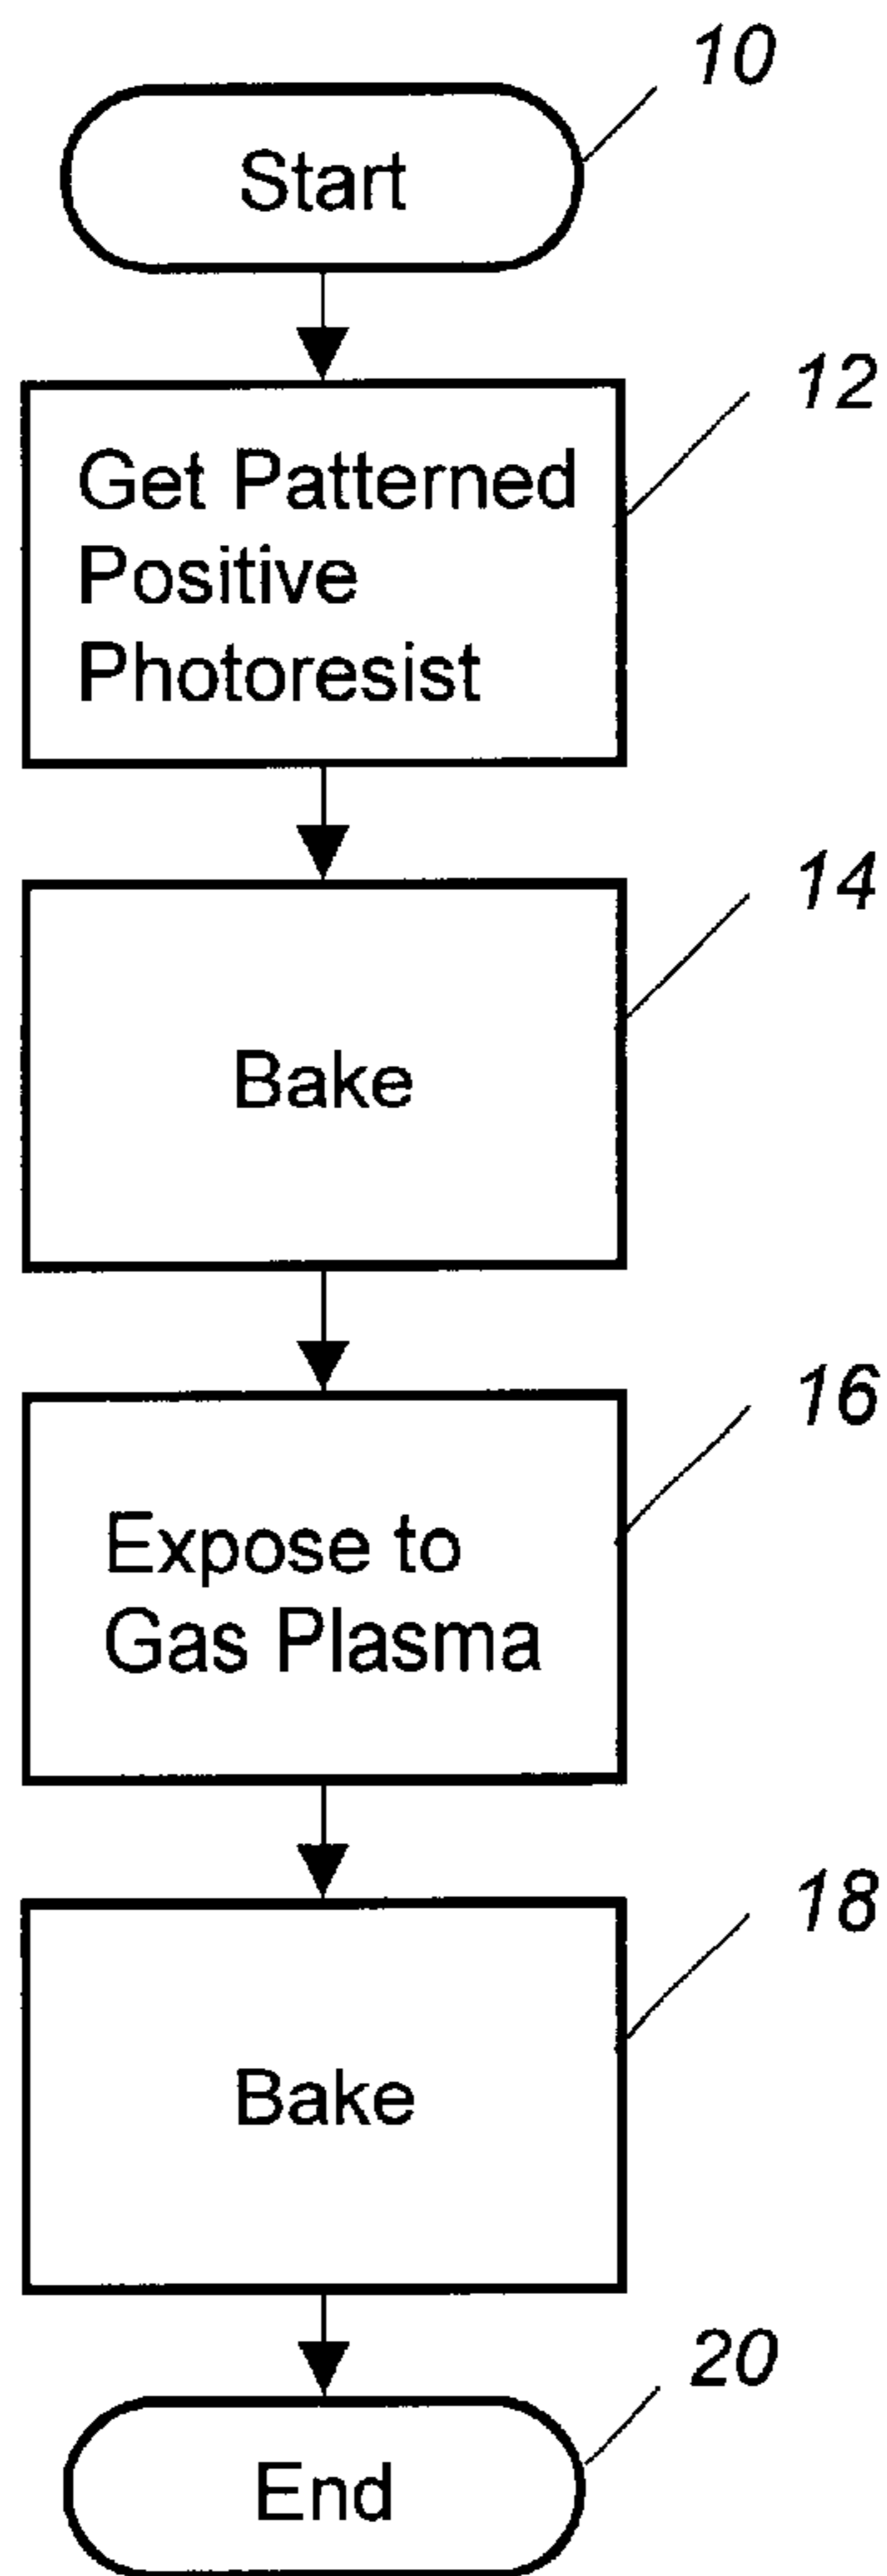 10
Start
12
Get Patterned
Positive
Photoresist
14
Bake
16
Expose to
Gas Plasma
18
Bake
20
End